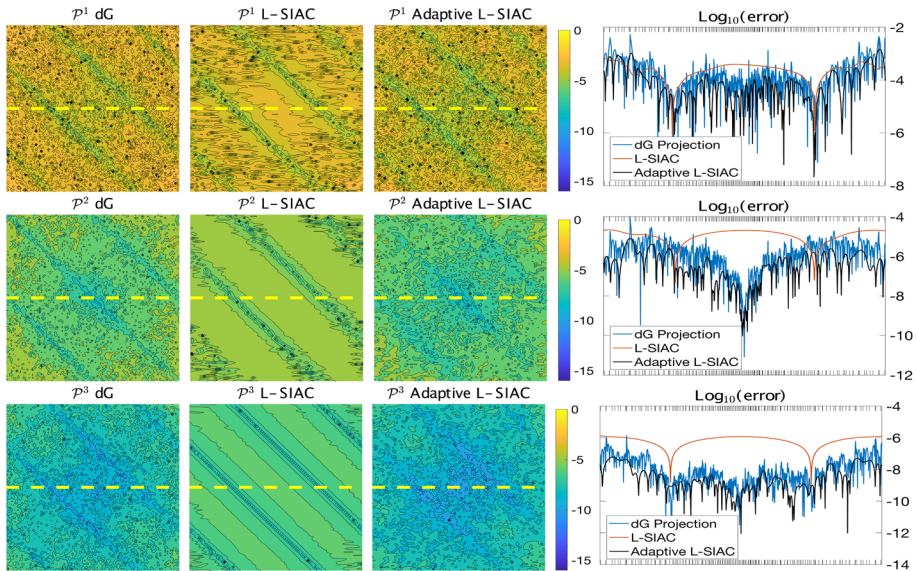 𝒫¹ dG
𝒫¹ L-SIAC
𝒫¹ Adaptive L-SIAC
Log₁₀(error)
0
-5
-10
-15
-2
-4
-6
-8
dG Projection
L-SIAC
Adaptive L-SIAC
𝒫² dG
𝒫² L-SIAC
𝒫² Adaptive L-SIAC
Log₁₀(error)
0
-5
-10
-15
-4
-6
-8
-10
-12
dG Projection
L-SIAC
Adaptive L-SIAC
𝒫³ dG
𝒫³ L-SIAC
𝒫³ Adaptive L-SIAC
Log₁₀(error)
0
-5
-10
-15
-4
-6
-8
-10
-12
-14
dG Projection
L-SIAC
Adaptive L-SIAC